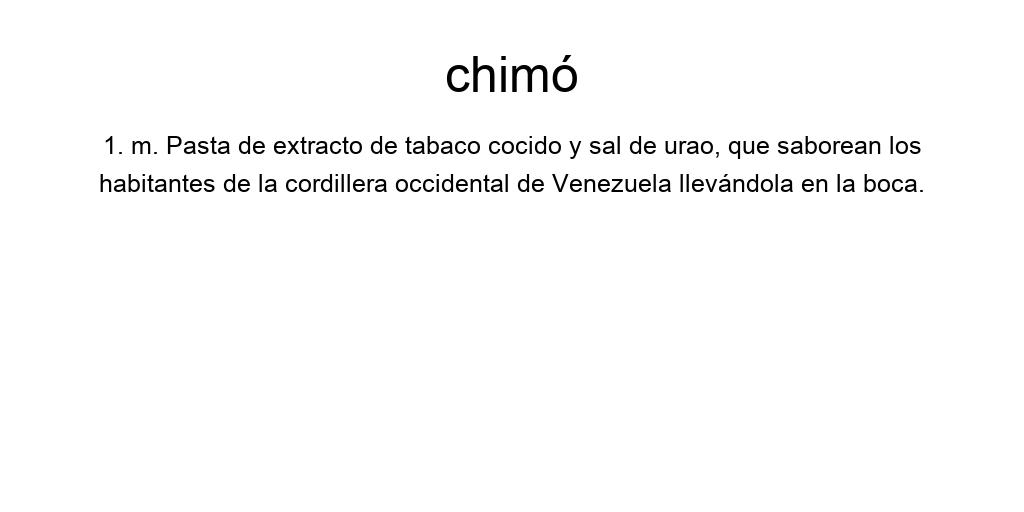 chimó
1. m. Pasta de extracto de tabaco cocido y sal de urao, que saborean los
habitantes de la cordillera occidental de Venezuela llevándola en la boca.